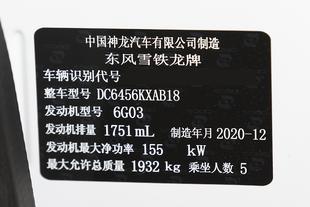 中国神龙汽车有限公司制造
东风雪铁龙牌
车辆识别代号
整车型号 DC6456KXAB18
发动机型号 6G03
发动机排量 1751 mL 制造年月 2020-12
发动机最大净功率 155 kW
最大允许总质量 1932 kg 乘坐人数 5